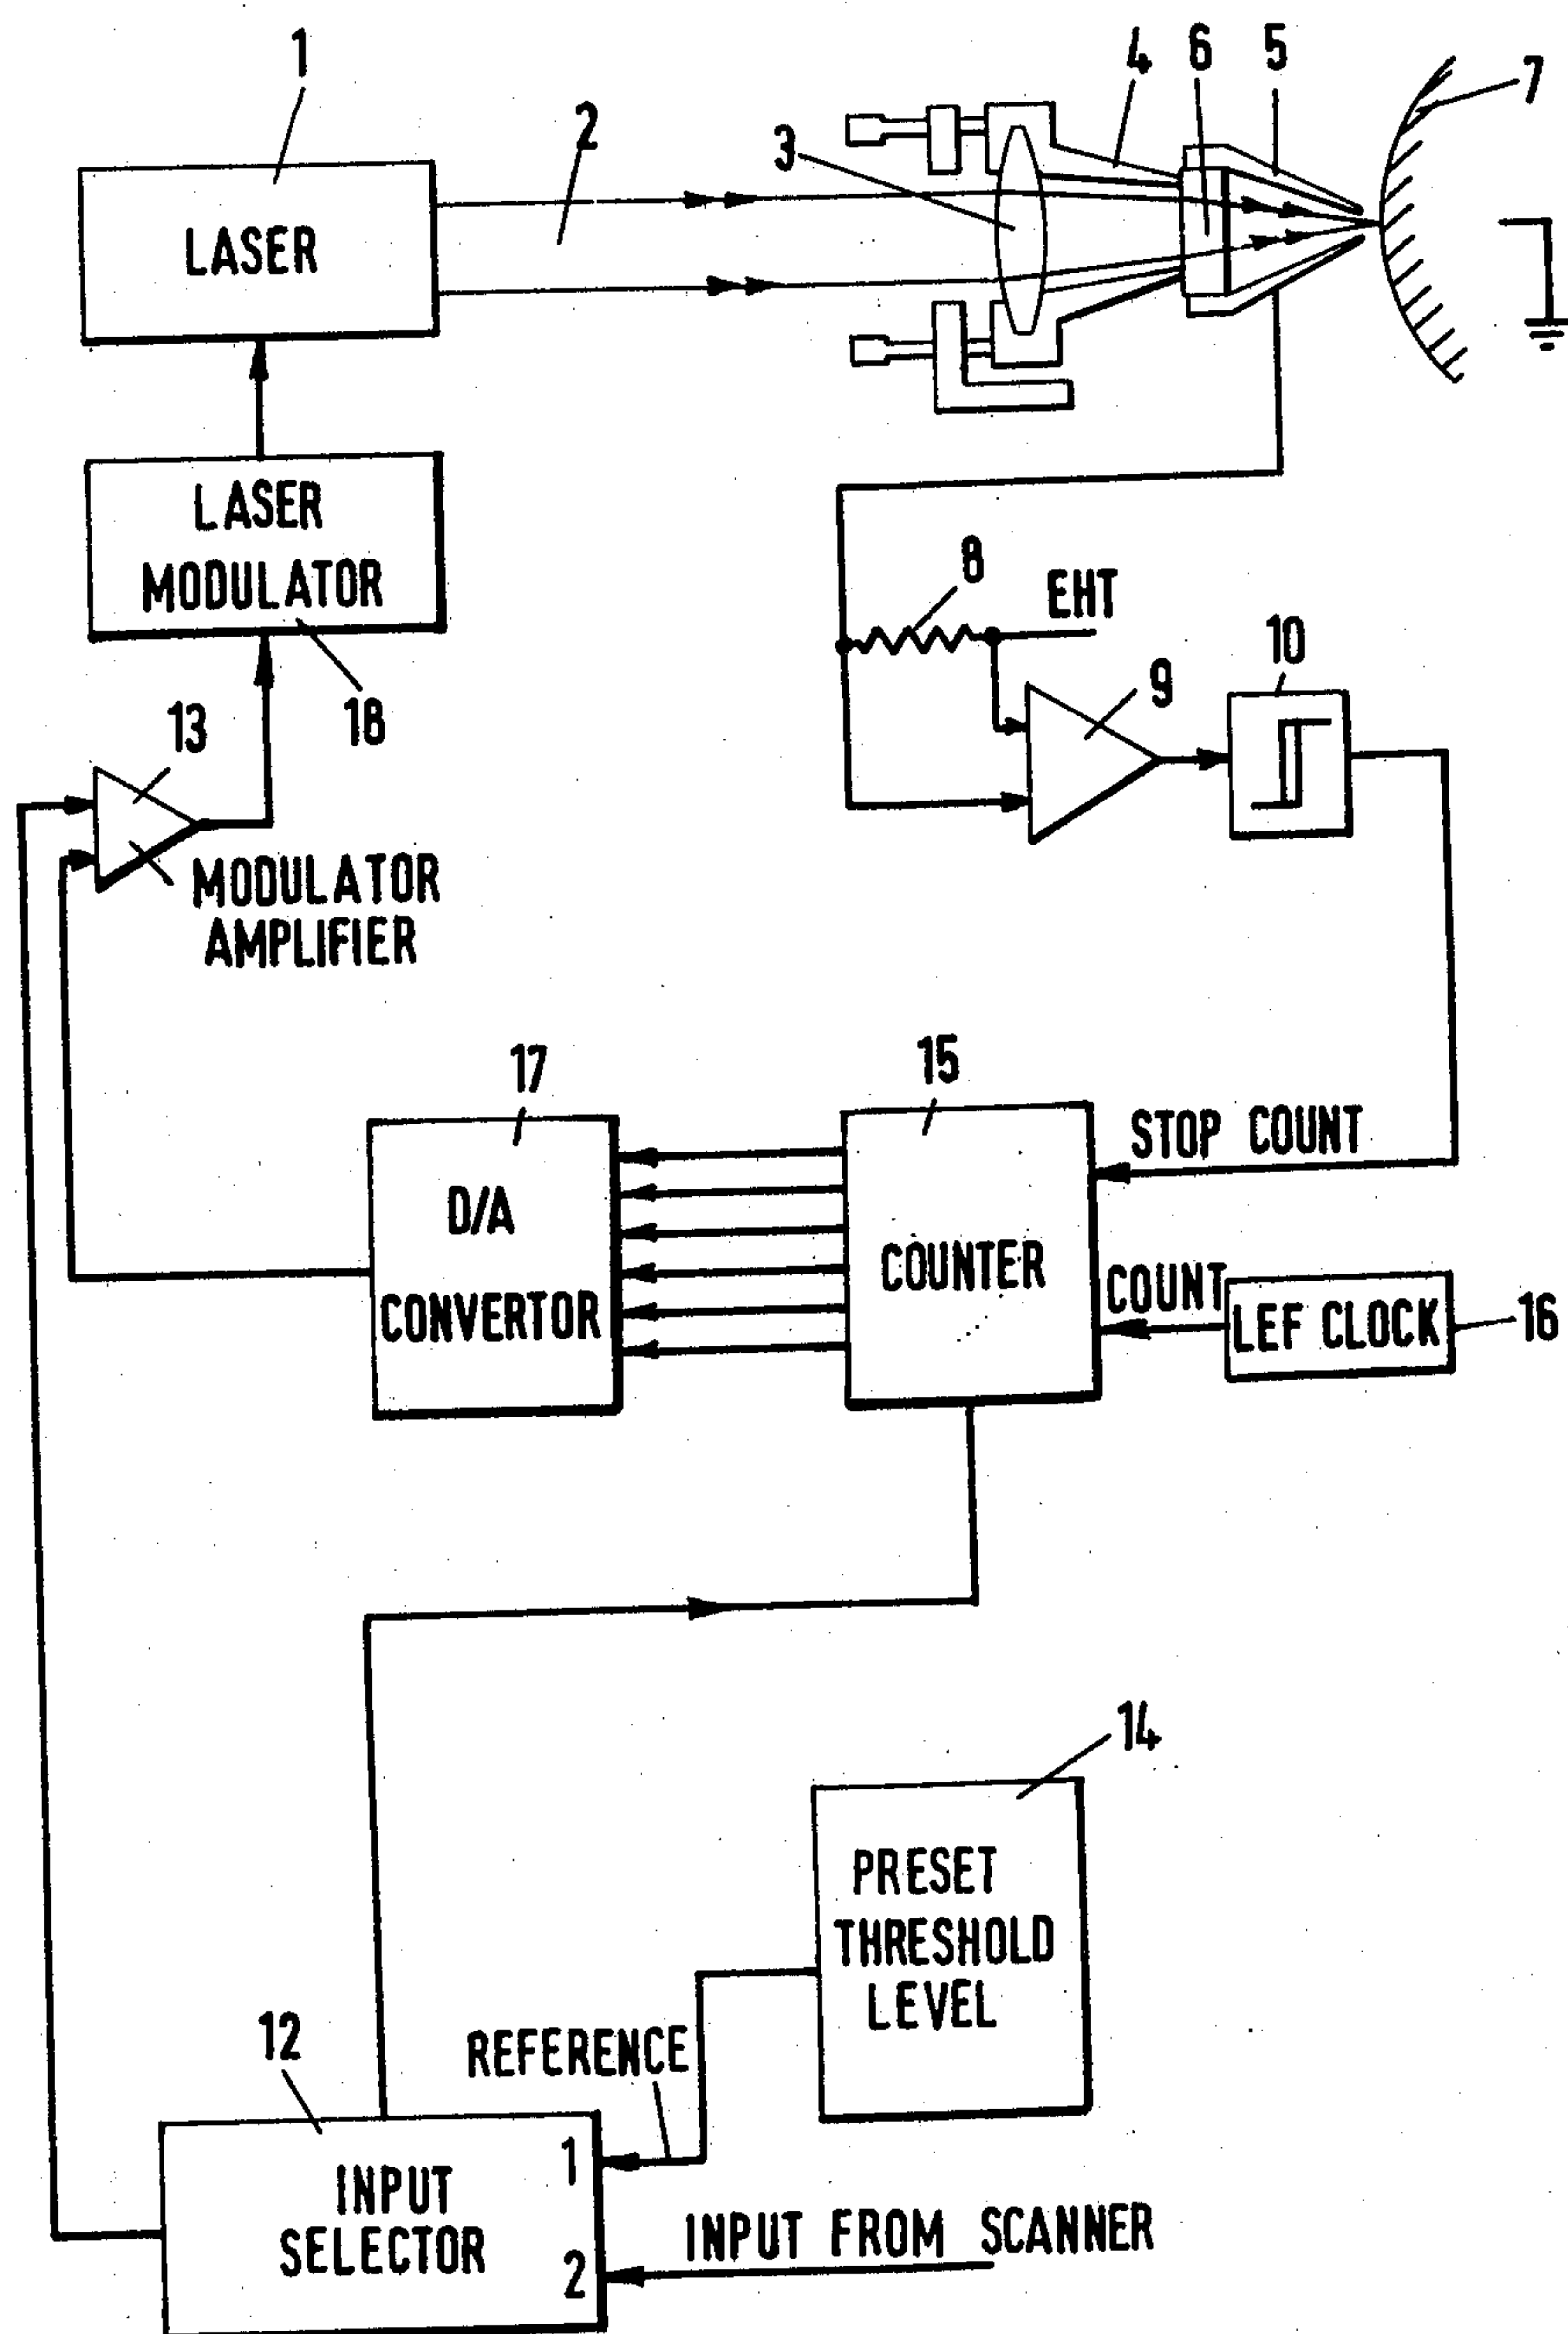 1
2
3
4
6
5
7
LASER
LASER
MODULATOR
18
8
EHT
9
10
13
MODULATOR
AMPLIFIER
17
15
STOP COUNT
D/A
CONVERTOR
COUNTER
COUNT
LEF CLOCK
16
14
PRESET
THRESHOLD
LEVEL
REFERENCE
12
1
INPUT
SELECTOR
2
INPUT FROM SCANNER